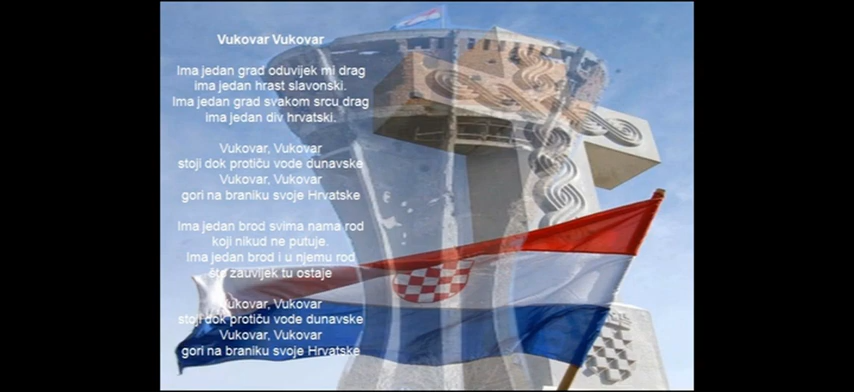 Vukovar Vukovar
Ima jedan grad oduvijek mi drag
ima jedan hrast slavonski.
Ima jedan grad svakom srcu drag
ima jedan div hrvatski.
Vukovar, Vukovar
stoji dok protiču vode dunavske
Vukovar, Vukovar
gori na braniku svoje Hrvatske
Ima jedan brod svima nama rod
koji nikud ne putuje.
Ima jedan brod i u njemu rod
što zauvijek tu ostaje
Vukovar, Vukovar
stoji dok protiču vode dunavske
Vukovar, Vukovar
gori na braniku svoje Hrvatske